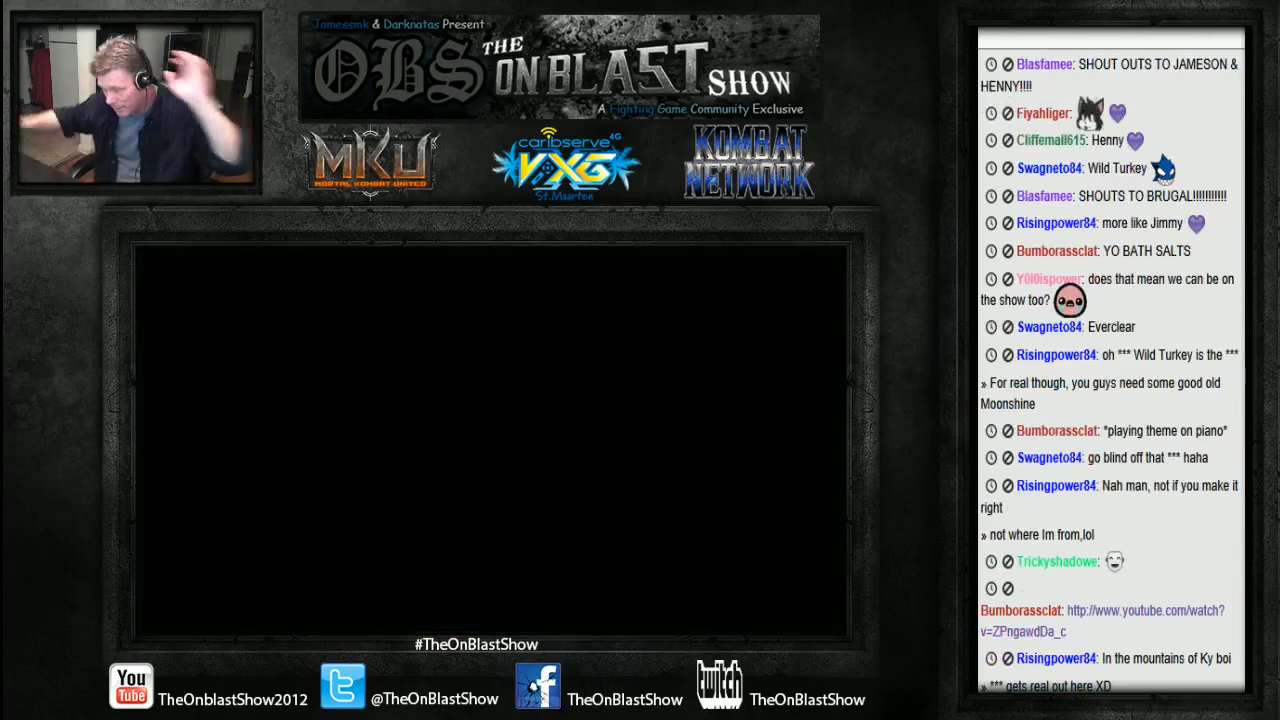 Jamessmk & Darknatas Present
OBS THE ON BLAST SHOW
A Fighting Game Community Exclusive
MKU
MORTAL KOMBAT UNITED
caribserve 4G
VXG
St.Maarten
KOMBAT
NETWORK
#TheOnBlastShow
You Tube TheOnblastShow2012
@TheOnBlastShow
TheOnBlastShow
twitch TheOnBlastShow
Blasfamee: SHOUT OUTS TO JAMESON &
HENNY!!!!
Fiyahliger:
Cliffemall615: Henny
Swagneto84: Wild Turkey
Blasfamee: SHOUTS TO BRUGAL!!!!!!!!!!!
Risingpower84: more like Jimmy
Bumborassclat: YO BATH SALTS
Y0l0ispower: does that mean we can be on
the show too?
Swagneto84: Everclear
Risingpower84: oh *** Wild Turkey is the ***
» For real though, you guys need some good old
Moonshine
Bumborassclat: *playing theme on piano*
Swagneto84: go blind off that *** haha
Risingpower84: Nah man, not if you make it
right
» not where Im from,lol
Trickyshadowe:
Bumborassclat: http://www.youtube.com/watch?
v=ZPngawdDa_c
Risingpower84: In the mountains of Ky boi
» *** gets real out here XD